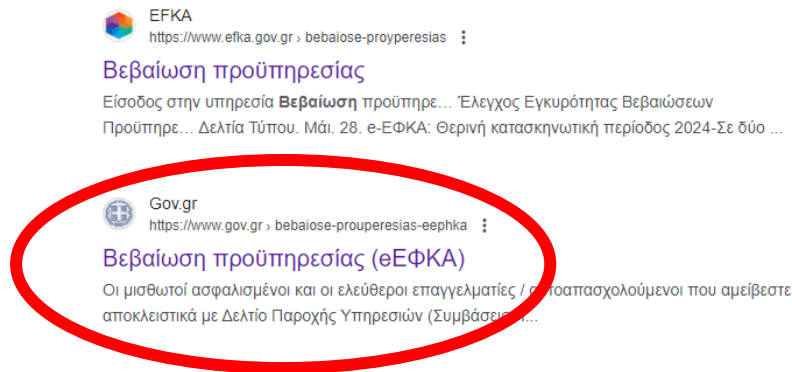 EFKA
https://www.efka.gov.gr › bebaiose-proyperesias
Βεβαίωση προϋπηρεσίας
Είσοδος στην υπηρεσία Βεβαίωση προϋπηρε… Έλεγχος Εγκυρότητας Βεβαιώσεων
Προϋπηρε… Δελτία Τύπου. Μάι. 28. e-ΕΦΚΑ: Θερινή κατασκηνωτική περίοδος 2024-Σε δύο ...
Gov.gr
https://www.gov.gr › bebaiose-prouperesias-eephka
Βεβαίωση προϋπηρεσίας (eΕΦΚΑ)
Οι μισθωτοί ασφαλισμένοι και οι ελεύθεροι επαγγελματίες / αυτοαπασχολούμενοι που αμείβεστε
αποκλειστικά με Δελτίο Παροχής Υπηρεσιών